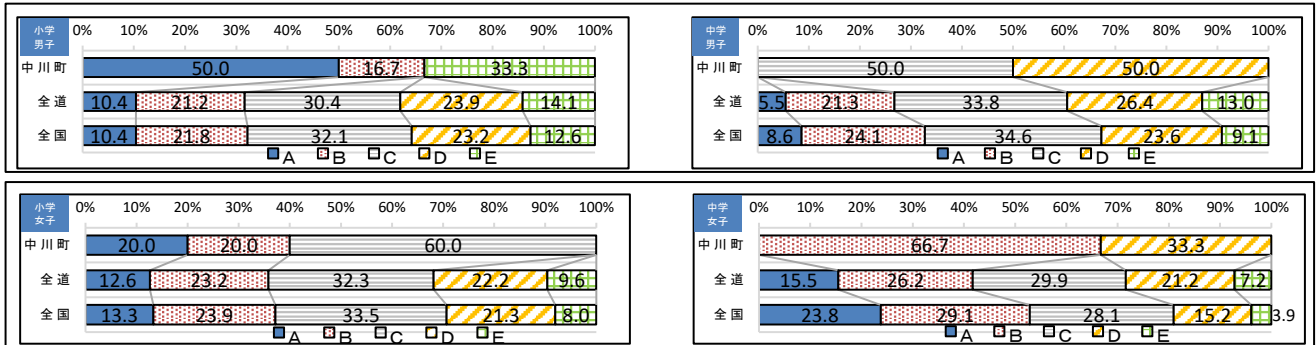 小学
男子
0% 10% 20% 30% 40% 50% 60% 70% 80% 90% 100%
中川町 50.0 16.7 33.3
全道 10.4 21.2 30.4 23.9 14.1
全国 10.4 21.8 32.1 23.2 12.6
A B C D E
中学
男子
0% 10% 20% 30% 40% 50% 60% 70% 80% 90% 100%
中川町 50.0 50.0
全道 5.5 21.3 33.8 26.4 13.0
全国 8.6 24.1 34.6 23.6 9.1
A B C D E
小学
女子
0% 10% 20% 30% 40% 50% 60% 70% 80% 90% 100%
中川町 20.0 20.0 60.0
全道 12.6 23.2 32.3 22.2 9.6
全国 13.3 23.9 33.5 21.3 8.0
A B C D E
中学
女子
0% 10% 20% 30% 40% 50% 60% 70% 80% 90% 100%
中川町 66.7 33.3
全道 15.5 26.2 29.9 21.2 7.2
全国 23.8 29.1 28.1 15.2 3.9
A B C D E